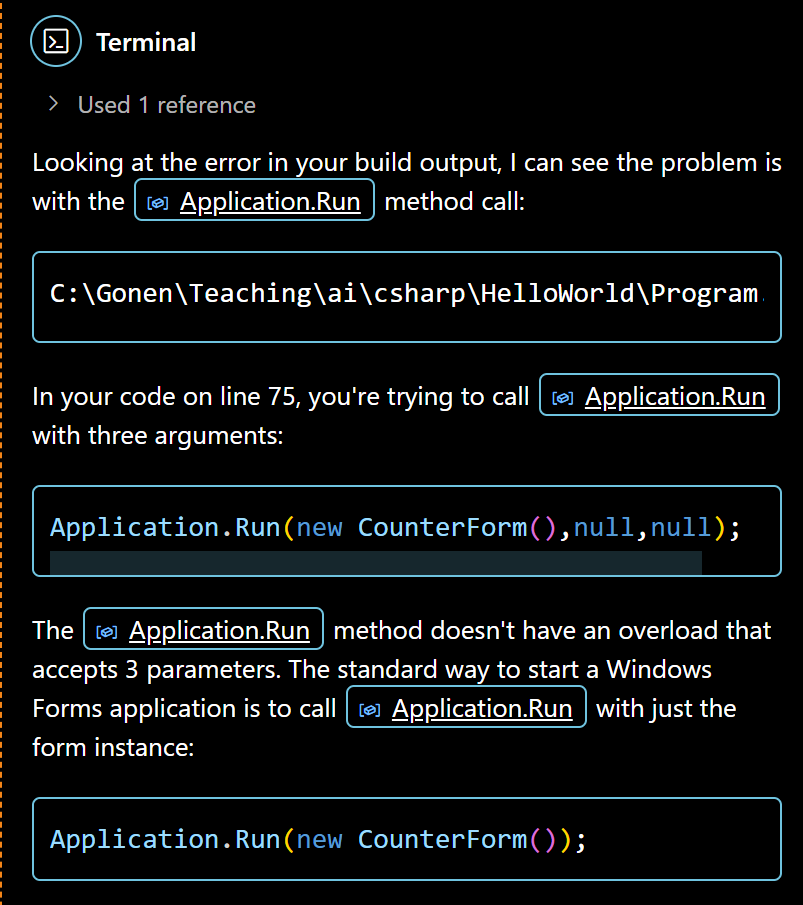 Terminal
Used 1 reference
Looking at the error in your build output, I can see the problem is
with the Application.Run method call:
C:\Gonen\Teaching\ai\csharp\HelloWorld\Program.
In your code on line 75, you're trying to call Application.Run
with three arguments:
Application.Run(new CounterForm(),null,null);
The Application.Run method doesn't have an overload that
accepts 3 parameters. The standard way to start a Windows
Forms application is to call Application.Run with just the
form instance:
Application.Run(new CounterForm());